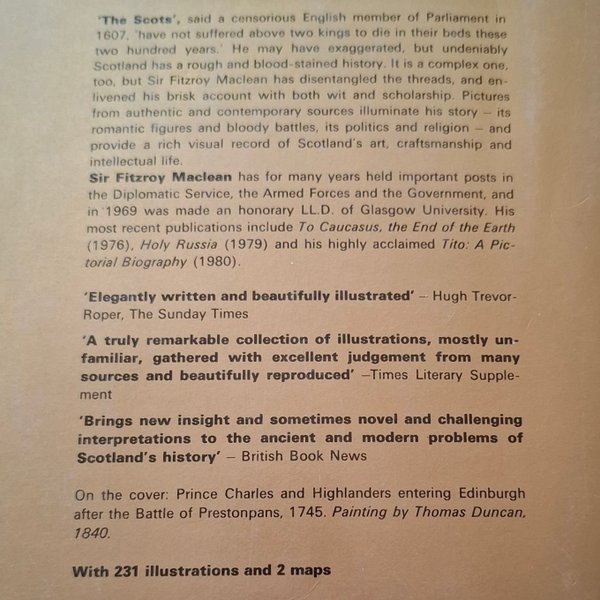 'The Scots', said a censorious English member of Parliament in
1607, 'have not suffered above two kings to die in their beds these
two hundred years.' He may have exaggerated, but undeniably
Scotland has a rough and blood-stained history. It is a complex one,
too, but Sir Fitzroy Maclean has disentangled the threads, and en-
livened his brisk account with both wit and scholarship. Pictures
from authentic and contemporary sources illuminate his story – its
romantic figures and bloody battles, its politics and religion – and
provide a rich visual record of Scotland's art, craftsmanship and
intellectual life.
Sir Fitzroy Maclean has for many years held important posts in
the Diplomatic Service, the Armed Forces and the Government, and
in 1969 was made an honorary LL.D. of Glasgow University. His
most recent publications include To Caucasus, the End of the Earth
(1976), Holy Russia (1979) and his highly acclaimed Tito: A Pic-
torial Biography (1980).
'Elegantly written and beautifully illustrated' – Hugh Trevor-
Roper, The Sunday Times
'A truly remarkable collection of illustrations, mostly un-
familiar, gathered with excellent judgement from many
sources and beautifully reproduced' –Times Literary Supple-
ment
'Brings new insight and sometimes novel and challenging
interpretations to the ancient and modern problems of
Scotland's history' – British Book News
On the cover: Prince Charles and Highlanders entering Edinburgh
after the Battle of Prestonpans, 1745. Painting by Thomas Duncan,
1840.
With 231 illustrations and 2 maps